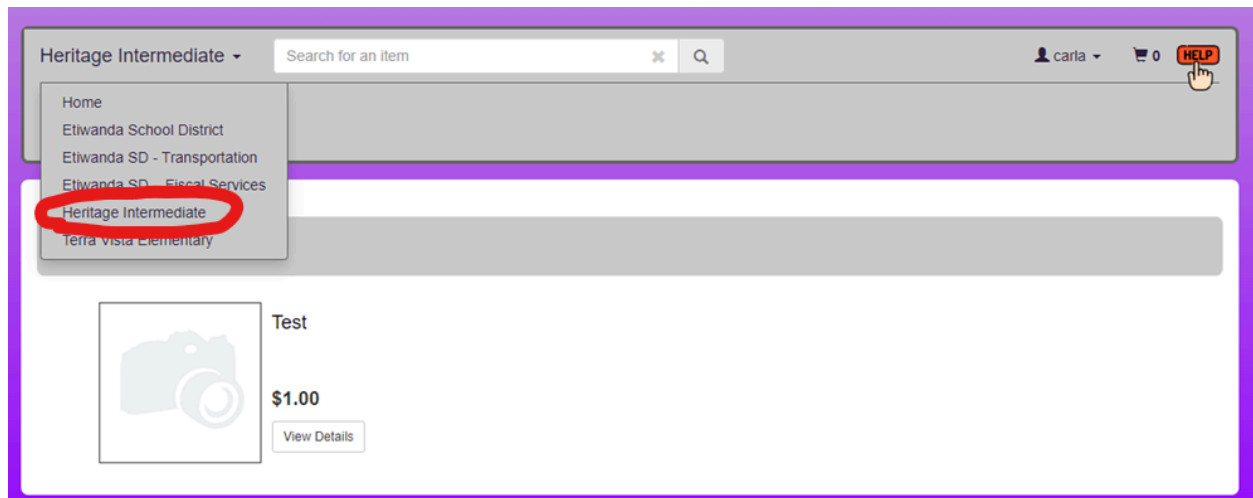 Heritage Intermediate
Search for an item
carla
0
HELP
Home
Etiwanda School District
Etiwanda SD - Transportation
Etiwanda SD - Fiscal Services
Heritage Intermediate
Terra Vista Elementary
Test
$1.00
View Details